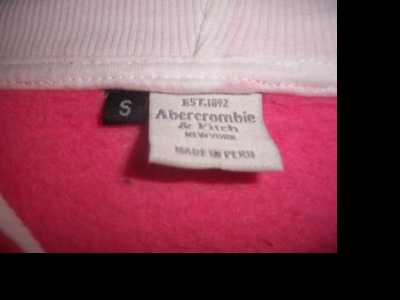 S
EST.1892
Abercrombie
& Fitch
NEW YORK
MADE IN PERU